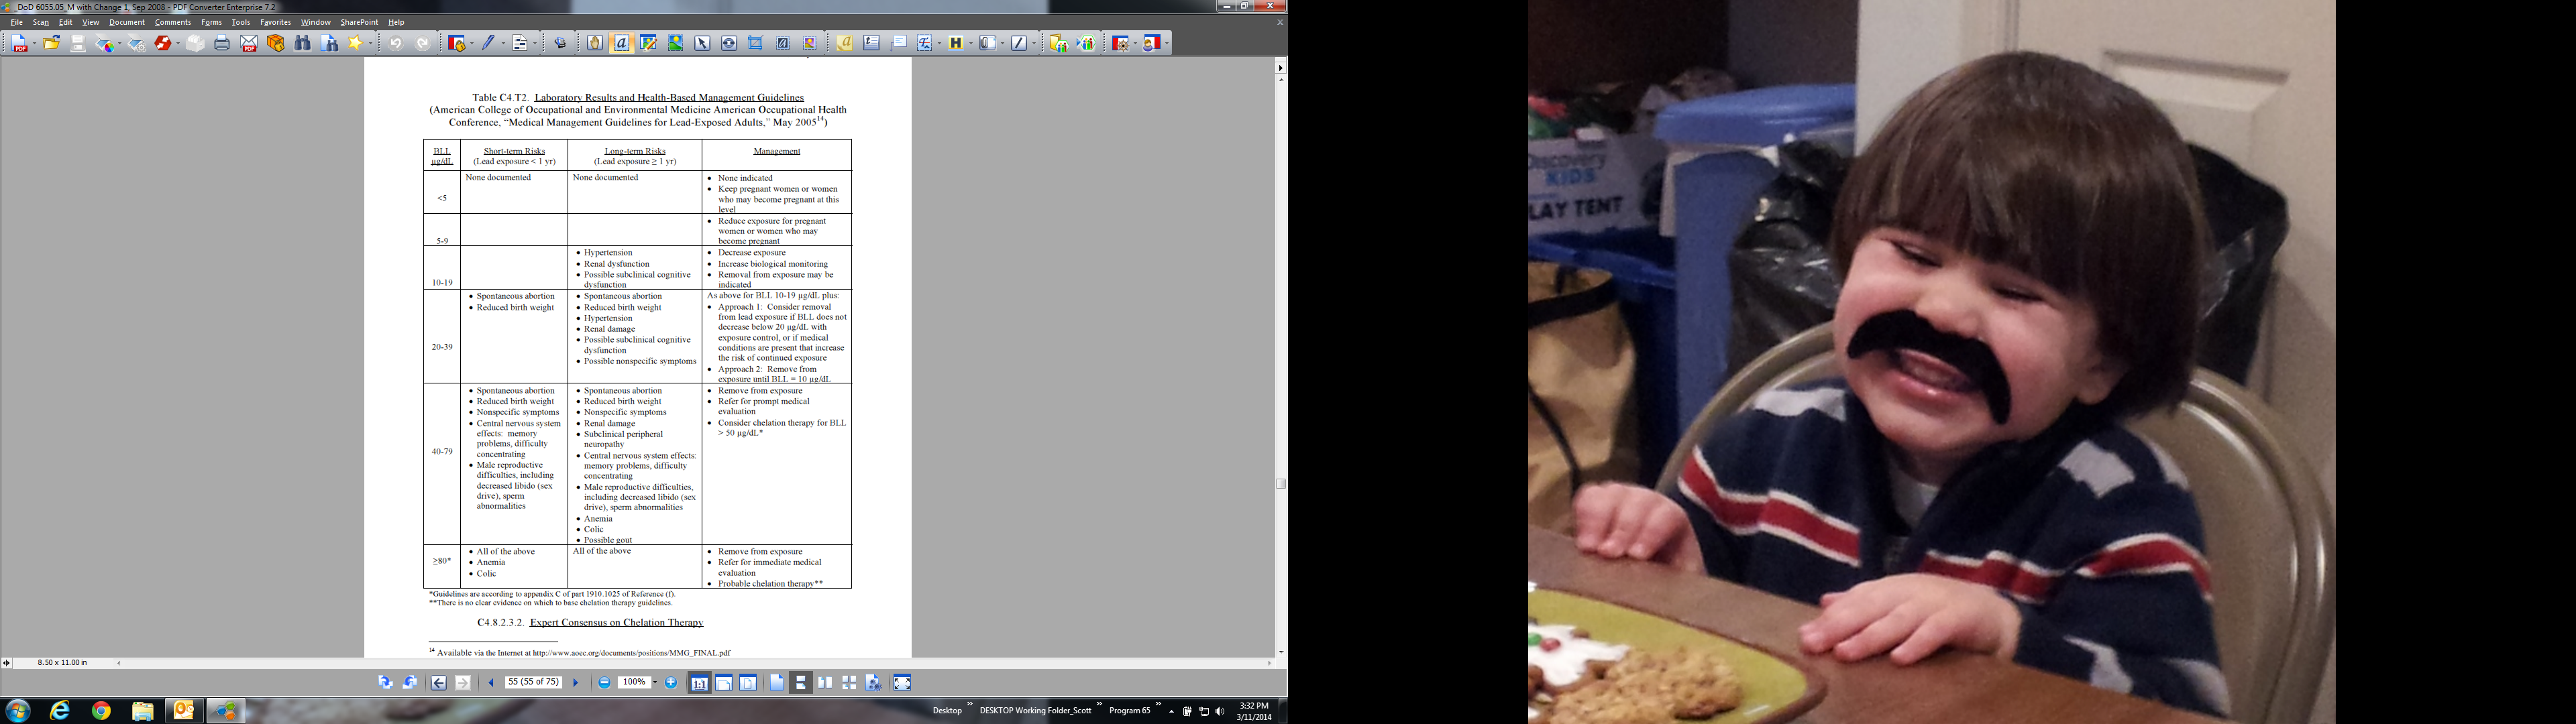 _DoD 6055.05_M with Change 1, Sep 2008 - PDF Converter Enterprise 7.2
File Scan Edit View Document Comments Forms Tools Favorites Window SharePoint Help
Table C4.T2. Laboratory Results and Health-Based Management Guidelines
(American College of Occupational and Environmental Medicine American Occupational Health
Conference, “Medical Management Guidelines for Lead-Exposed Adults,” May 2005¹⁴)
BLL
µg/dL
Short-term Risks
(Lead exposure < 1 yr)
Long-term Risks
(Lead exposure ≥ 1 yr)
Management
<5
None documented
None documented
• None indicated
• Keep pregnant women or women
who may become pregnant at this
level
5-9
• Reduce exposure for pregnant
women or women who may
become pregnant
10-19
• Hypertension
• Renal dysfunction
• Possible subclinical cognitive
dysfunction
• Decrease exposure
• Increase biological monitoring
• Removal from exposure may be
indicated
20-39
• Spontaneous abortion
• Reduced birth weight
• Spontaneous abortion
• Reduced birth weight
• Hypertension
• Renal damage
• Possible subclinical cognitive
dysfunction
• Possible nonspecific symptoms
As above for BLL 10-19 µg/dL plus:
• Approach 1: Consider removal
from lead exposure if BLL does not
decrease below 20 µg/dL with
exposure control, or if medical
conditions are present that increase
the risk of continued exposure
• Approach 2: Remove from
exposure until BLL = 10 µg/dL
40-79
• Spontaneous abortion
• Reduced birth weight
• Nonspecific symptoms
• Central nervous system
effects: memory
problems, difficulty
concentrating
• Male reproductive
difficulties, including
decreased libido (sex
drive), sperm
abnormalities
• Spontaneous abortion
• Reduced birth weight
• Nonspecific symptoms
• Renal damage
• Subclinical peripheral
neuropathy
• Central nervous system effects:
memory problems, difficulty
concentrating
• Male reproductive difficulties,
including decreased libido (sex
drive), sperm abnormalities
• Anemia
• Colic
• Possible gout
• Remove from exposure
• Refer for prompt medical
evaluation
• Consider chelation therapy for BLL
> 50 µg/dL*
≥80*
• All of the above
• Anemia
• Colic
All of the above
• Remove from exposure
• Refer for immediate medical
evaluation
• Probable chelation therapy**
*Guidelines are according to appendix C of part 1910.1025 of Reference (f).
**There is no clear evidence on which to base chelation therapy guidelines.
C4.8.2.3.2. Expert Consensus on Chelation Therapy
¹⁴ Available via the Internet at http://www.aoec.org/documents/positions/MMG_FINAL.pdf
8.50 x 11.00 in
55 (55 of 75)
100%
Desktop
DESKTOP Working Folder_Scott
Program 65
3:32 PM
3/11/2014
KIDS
LAY TENT